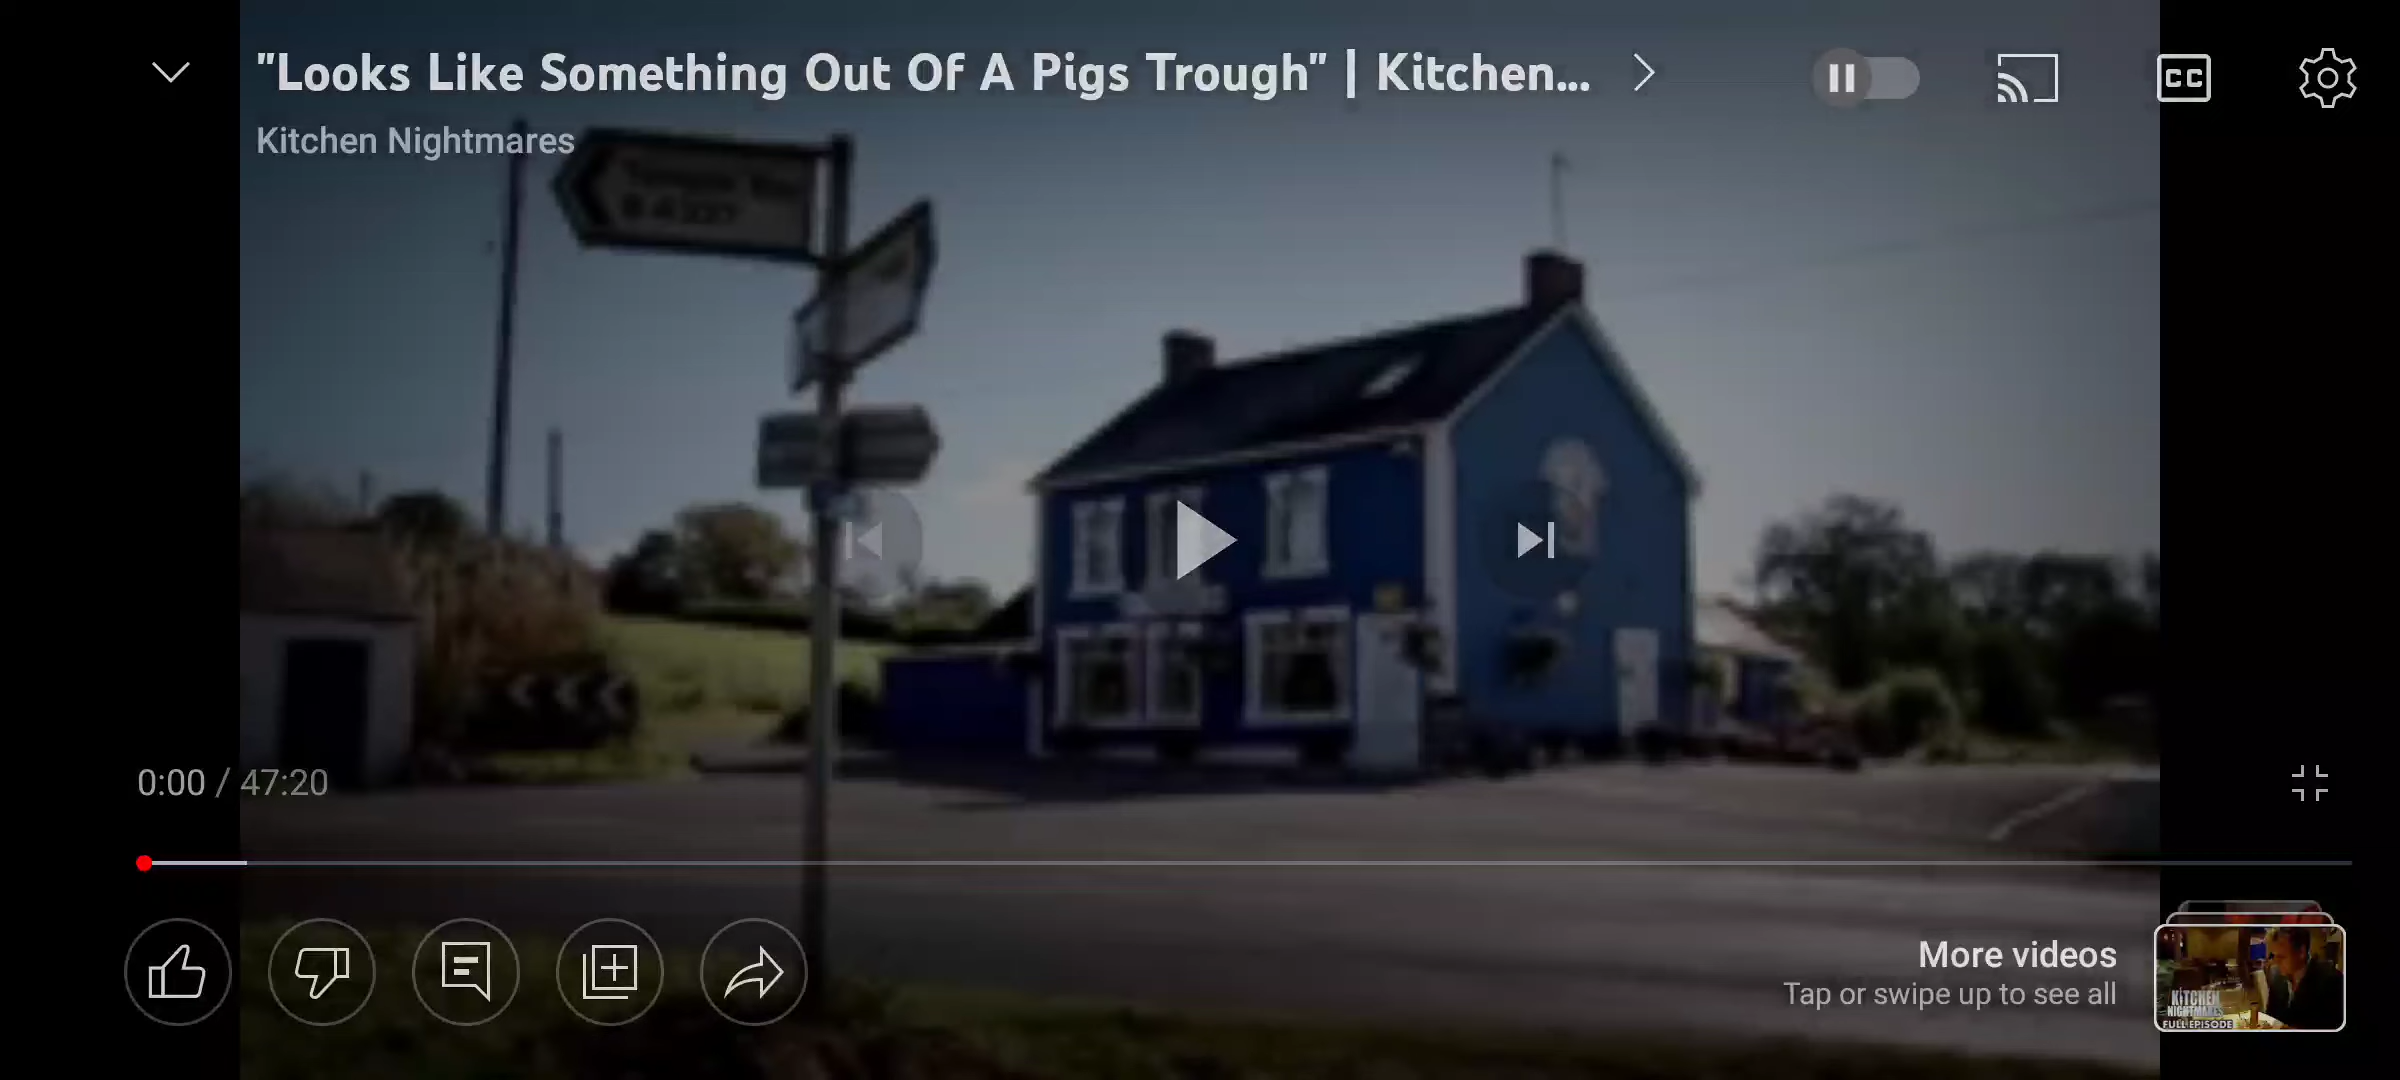 "Looks Like Something Out Of A Pigs Trough" | Kitchen...
Kitchen Nightmares
CC
0:00 / 47:20
More videos
Tap or swipe up to see all
KITCHEN
NIGHTMARES
FULL EPISODE